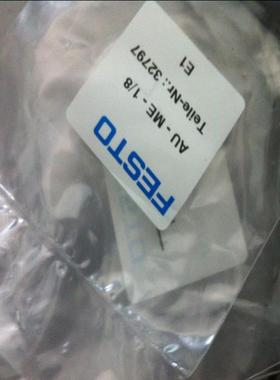 FESTO
AU-ME-1/8
Teile-Nr.:32797
E1